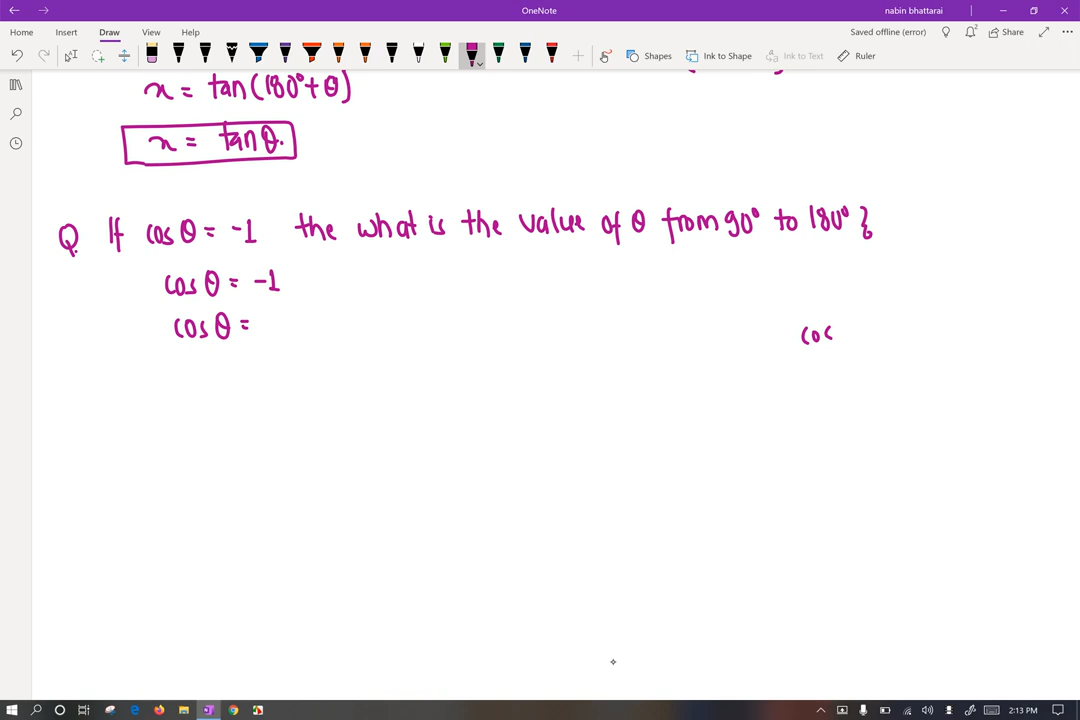 OneNote
nabin bhattarai
Home Insert Draw View Help
Saved offline (error) Share
Shapes Ink to Shape Ink to Text Ruler
x = tan(180° + θ)
x = tanθ.
Q. If cosθ = -1 the what is the value of θ from 90° to 180° }
cosθ = -1
cosθ =
cos
2:13 PM